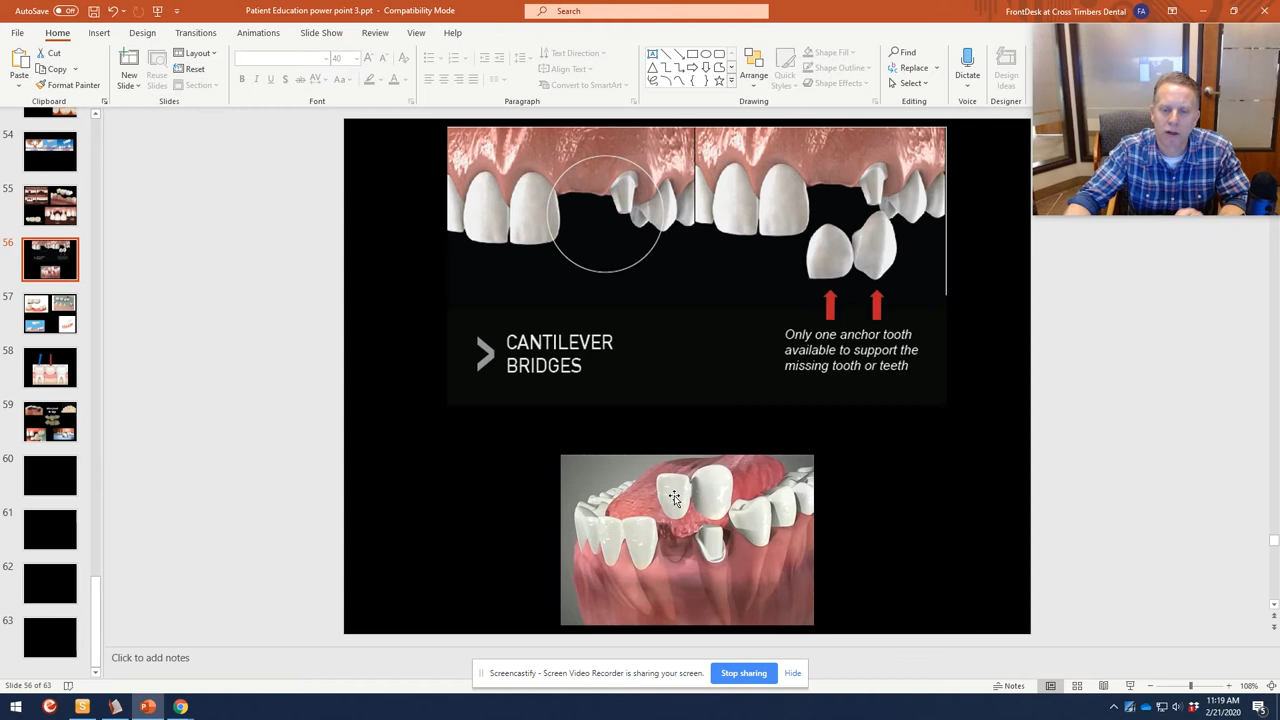 AutoSave Off
Patient Education power point 3.ppt - Compatibility Mode
Search
FrontDesk at Cross Timbers Dental
FA
File Home Insert Design Transitions Animations Slide Show Review View Help
Paste
Cut
Copy
Format Painter
Clipboard
New
Slide
Reuse
Slides
Layout
Reset
Section
Slides
40
B I U S
Aa
A
Font
Text Direction
Align Text
Convert to SmartArt
Paragraph
Arrange
Quick
Styles
Shape Fill
Shape Outline
Shape Effects
Drawing
Find
Replace
Select
Editing
Dictate
Voice
Design
Ideas
Designer
54
55
56
57
58
59
60
61
62
63
CANTILEVER
BRIDGES
Only one anchor tooth
available to support the
missing tooth or teeth
Click to add notes
Screencastify - Screen Video Recorder is sharing your screen.
Stop sharing
Hide
Slide 56 of 63
Notes
108%
11:19 AM
2/21/2020
5